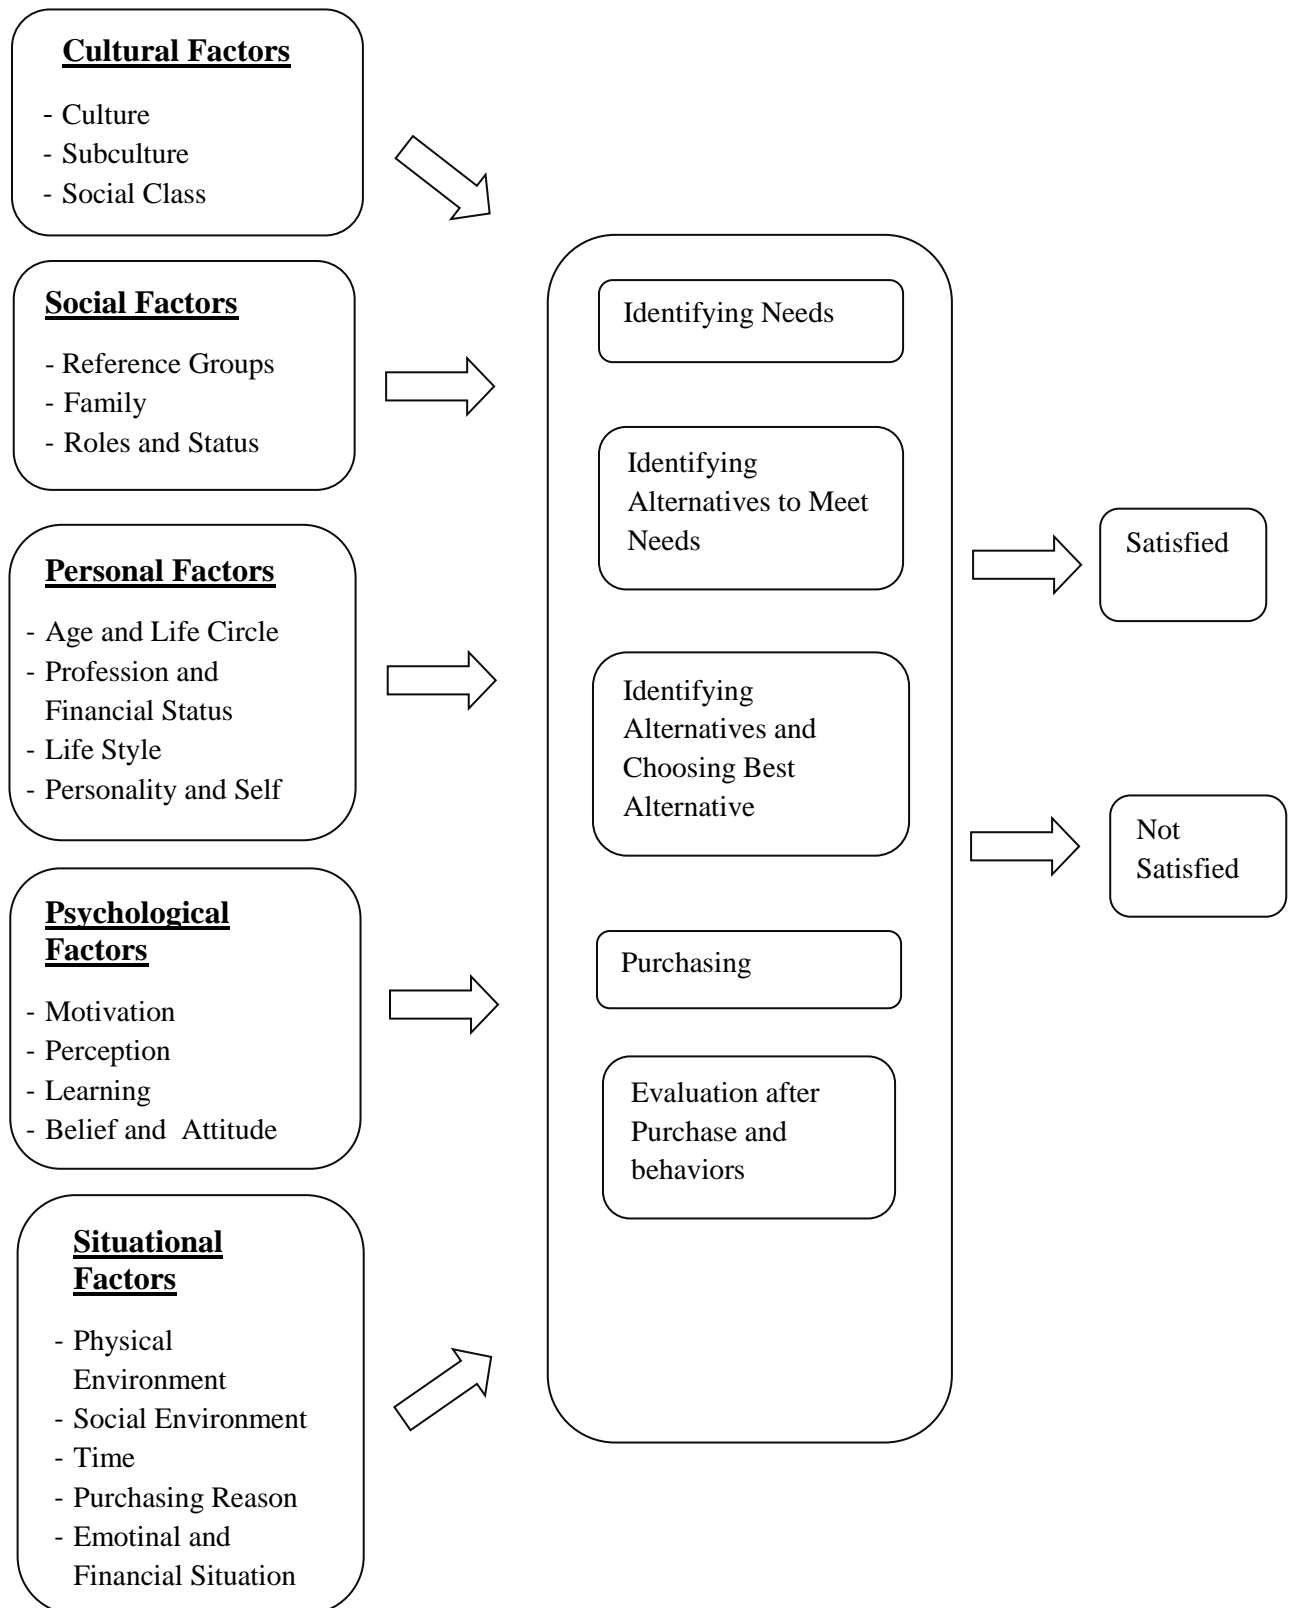 Cultural Factors
- Culture
- Subculture
- Social Class
Social Factors
- Reference Groups
- Family
- Roles and Status
Personal Factors
- Age and Life Circle
- Profession and
Financial Status
- Life Style
- Personality and Self
Psychological
Factors
- Motivation
- Perception
- Learning
- Belief and Attitude
Situational
Factors
- Physical
Environment
- Social Environment
- Time
- Purchasing Reason
- Emotinal and
Financial Situation
Identifying Needs
Identifying
Alternatives to Meet
Needs
Identifying
Alternatives and
Choosing Best
Alternative
Purchasing
Evaluation after
Purchase and
behaviors
Satisfied
Not
Satisfied